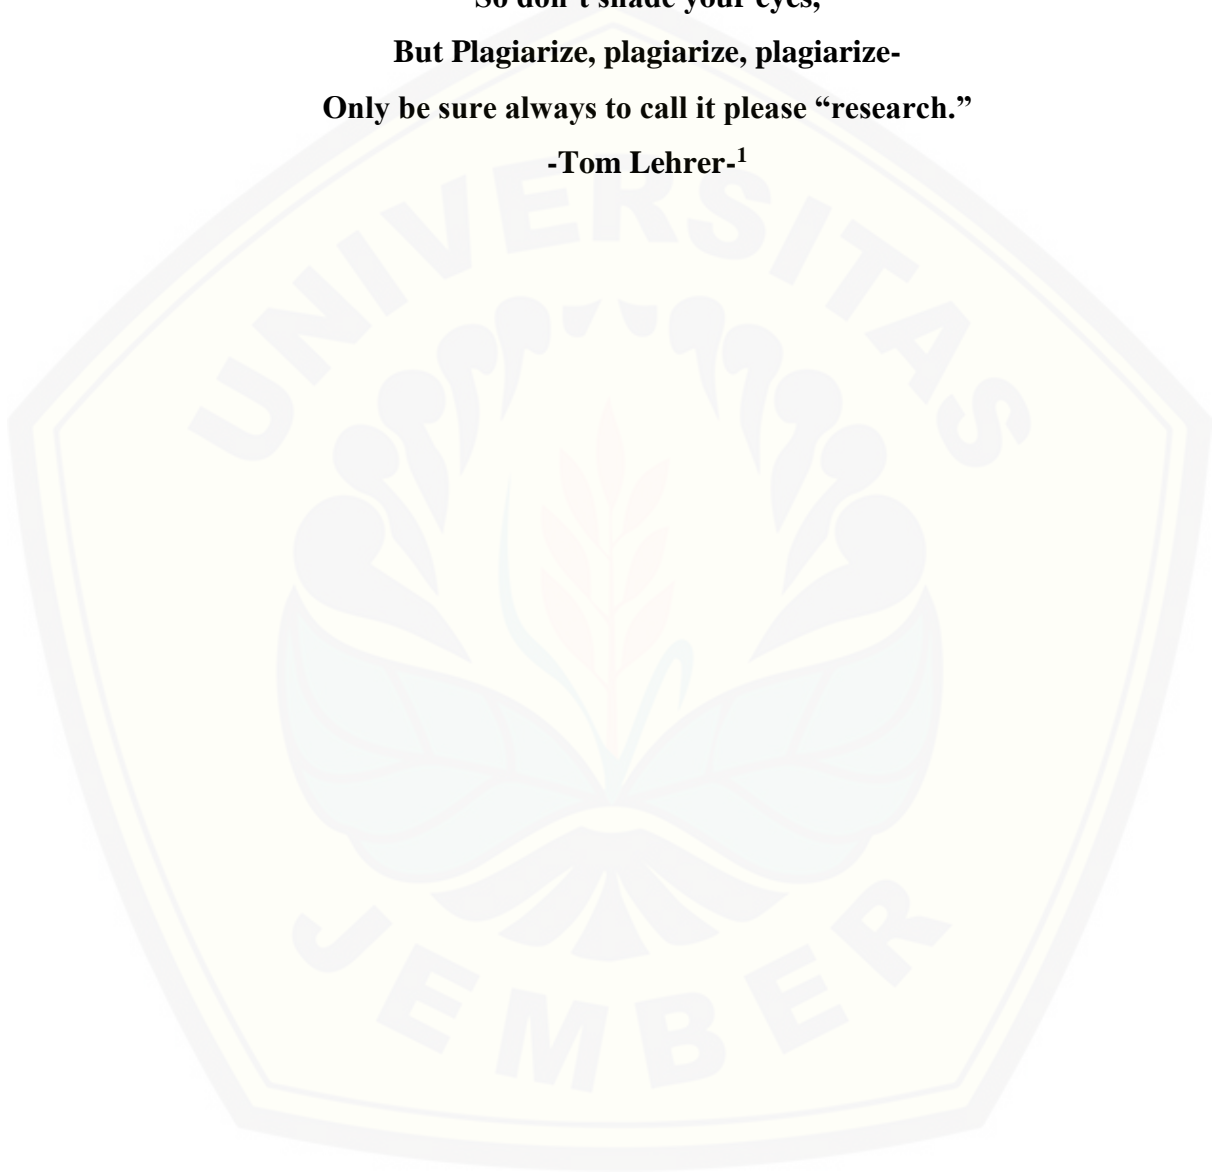 So don't shade your eyes,
But Plagiarize, plagiarize, plagiarize-
Only be sure always to call it please “research.”
-Tom Lehrer-¹
UNIVERSITAS
JEMBER